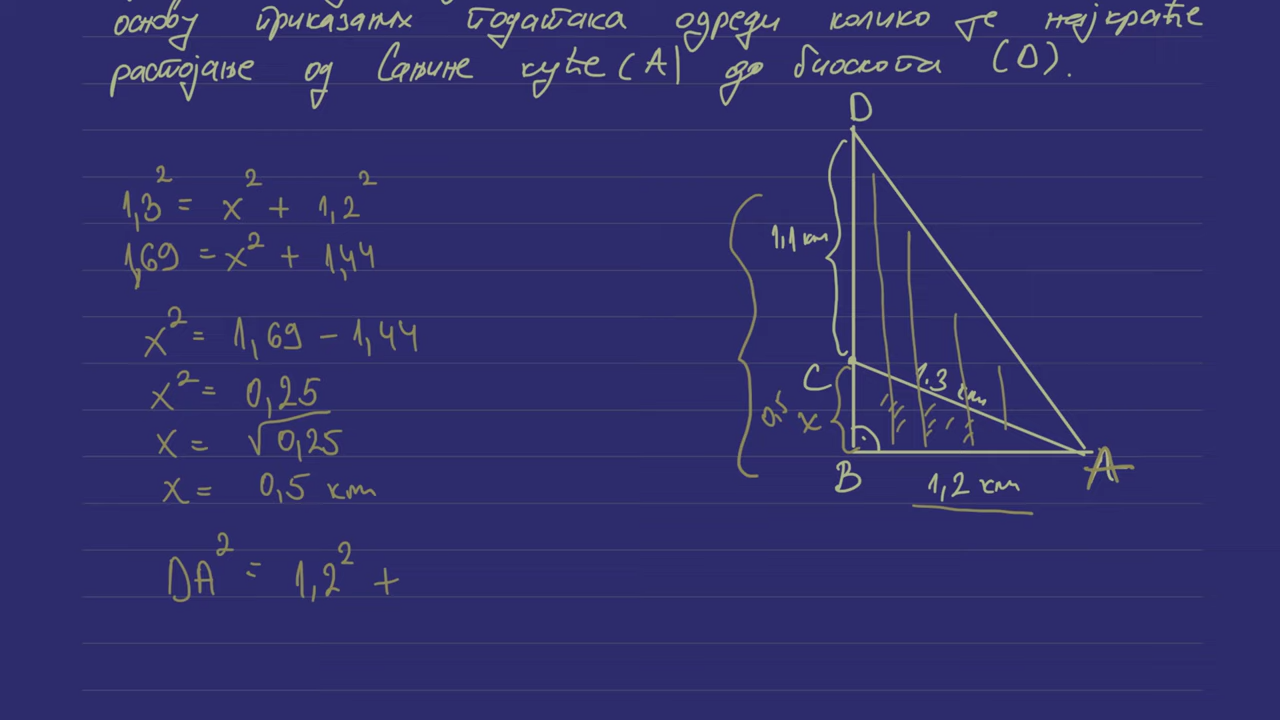 основу приказаних података одреди колико је најкраће
растојање од Сањине куће (A) до биоскопа (D).
1,3² = x² + 1,2²
1,69 = x² + 1,44
x² = 1,69 - 1,44
x² = 0,25
x = √0,25
x = 0,5 km
DA² = 1,2² +
D
1,1 km
C
1.3 km
0,5 x
B
A
1,2 km